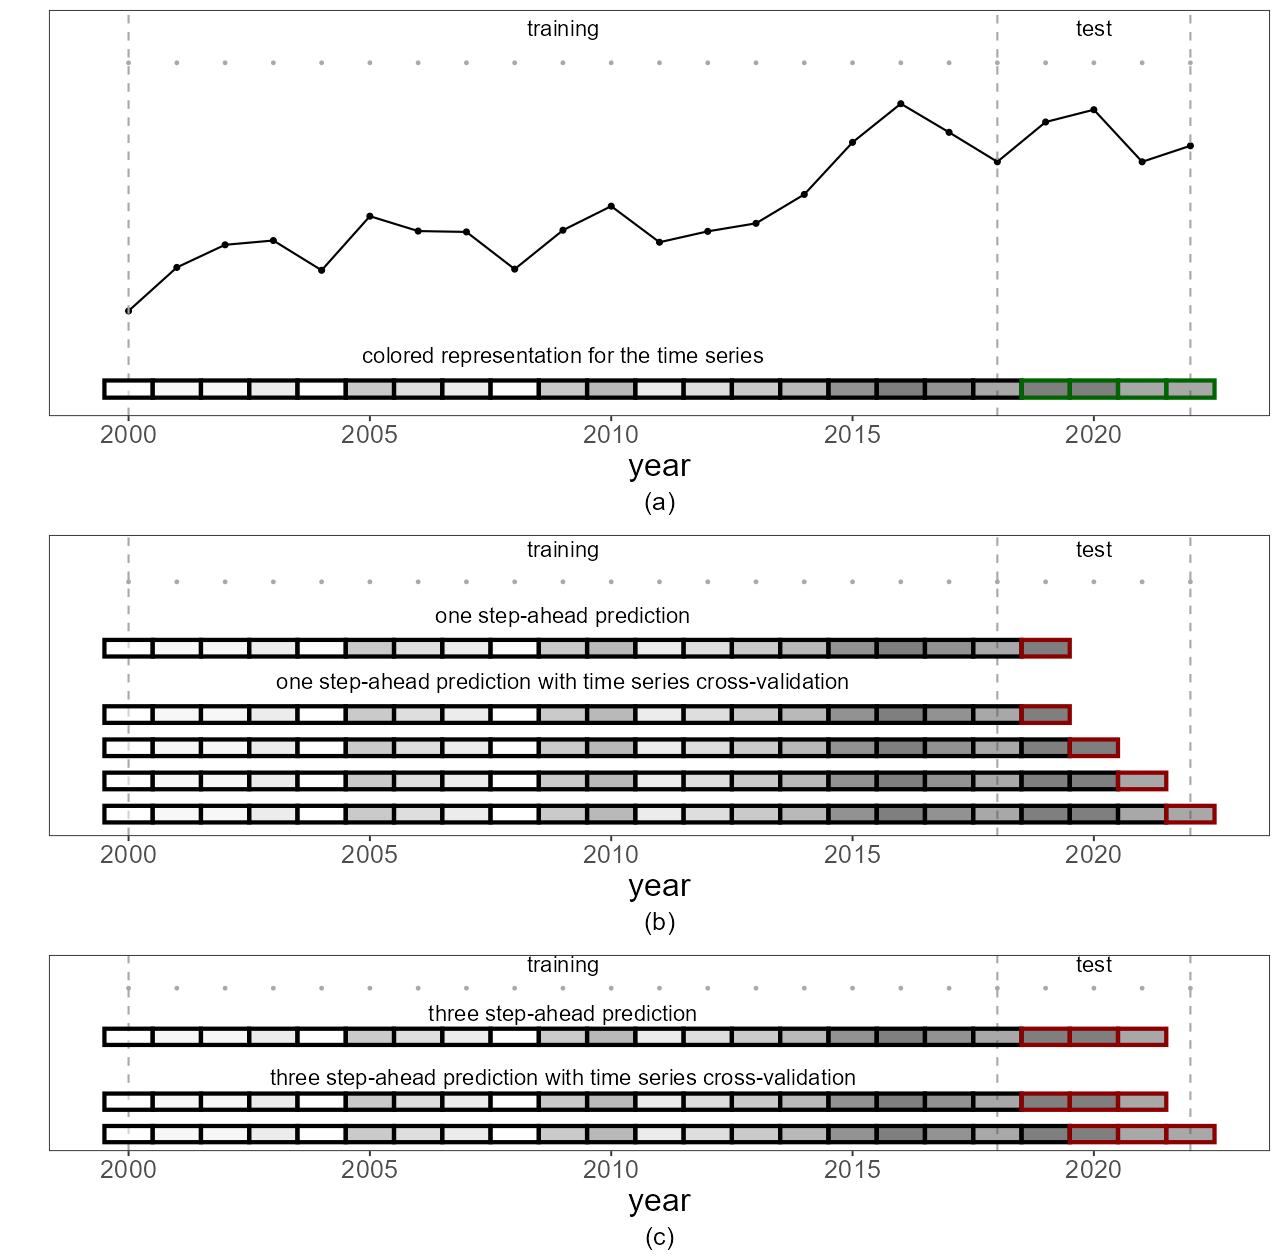 training test
colored representation for the time series
2000 2005 2010 2015 2020
year
(a)
training test
one step-ahead prediction
one step-ahead prediction with time series cross-validation
2000 2005 2010 2015 2020
year
(b)
training test
three step-ahead prediction
three step-ahead prediction with time series cross-validation
2000 2005 2010 2015 2020
year
(c)